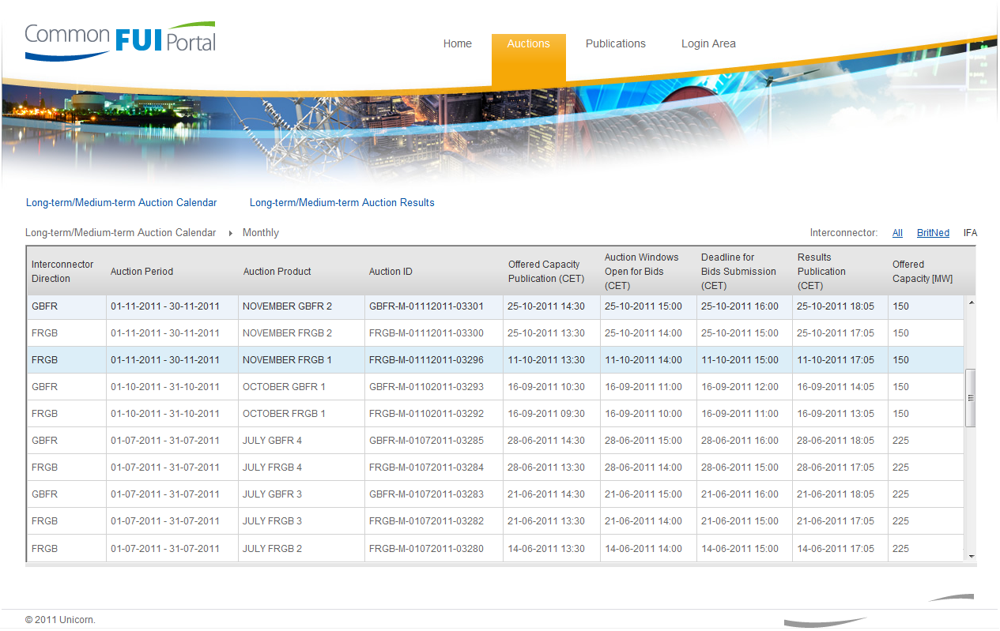 Common FUI Portal
Home Auctions Publications Login Area
Long-term/Medium-term Auction Calendar Long-term/Medium-term Auction Results
Long-term/Medium-term Auction Calendar Monthly Interconnector: All BritNed IFA
Interconnector Direction Auction Period Auction Product Auction ID Offered Capacity Publication (CET) Auction Windows Open for Bids (CET) Deadline for Bids Submission (CET) Results Publication (CET) Offered Capacity [MW]
GBFR 01-11-2011 - 30-11-2011 NOVEMBER GBFR 2 GBFR-M-01112011-03301 25-10-2011 14:30 25-10-2011 15:00 25-10-2011 16:00 25-10-2011 18:05 150
FRGB 01-11-2011 - 30-11-2011 NOVEMBER FRGB 2 FRGB-M-01112011-03300 25-10-2011 13:30 25-10-2011 14:00 25-10-2011 15:00 25-10-2011 17:05 150
FRGB 01-11-2011 - 30-11-2011 NOVEMBER FRGB 1 FRGB-M-01112011-03296 11-10-2011 13:30 11-10-2011 14:00 11-10-2011 15:00 11-10-2011 17:05 150
GBFR 01-10-2011 - 31-10-2011 OCTOBER GBFR 1 GBFR-M-01102011-03293 16-09-2011 10:30 16-09-2011 11:00 16-09-2011 12:00 16-09-2011 14:05 150
FRGB 01-10-2011 - 31-10-2011 OCTOBER FRGB 1 FRGB-M-01102011-03292 16-09-2011 09:30 16-09-2011 10:00 16-09-2011 11:00 16-09-2011 13:05 150
GBFR 01-07-2011 - 31-07-2011 JULY GBFR 4 GBFR-M-01072011-03285 28-06-2011 14:30 28-06-2011 15:00 28-06-2011 16:00 28-06-2011 18:05 225
FRGB 01-07-2011 - 31-07-2011 JULY FRGB 4 FRGB-M-01072011-03284 28-06-2011 13:30 28-06-2011 14:00 28-06-2011 15:00 28-06-2011 17:05 225
GBFR 01-07-2011 - 31-07-2011 JULY GBFR 3 GBFR-M-01072011-03283 21-06-2011 14:30 21-06-2011 15:00 21-06-2011 16:00 21-06-2011 18:05 225
FRGB 01-07-2011 - 31-07-2011 JULY FRGB 3 FRGB-M-01072011-03282 21-06-2011 13:30 21-06-2011 14:00 21-06-2011 15:00 21-06-2011 17:05 225
FRGB 01-07-2011 - 31-07-2011 JULY FRGB 2 FRGB-M-01072011-03280 14-06-2011 13:30 14-06-2011 14:00 14-06-2011 15:00 14-06-2011 17:05 225
© 2011 Unicorn.